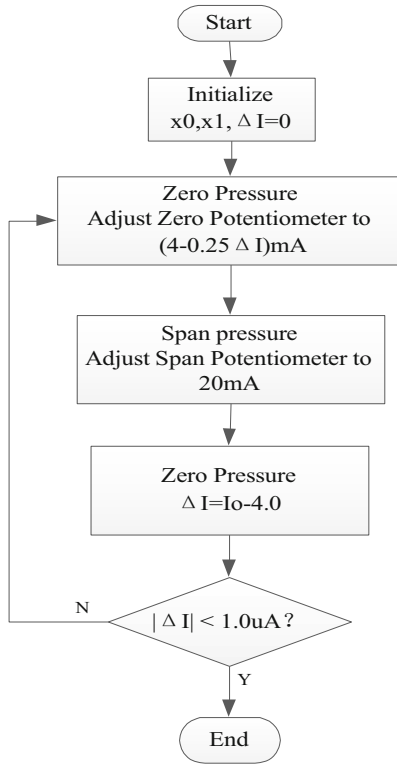 Start
Initialize
x0,x1, Δ I=0
Zero Pressure
Adjust Zero Potentiometer to
(4-0.25 Δ I)mA
Span pressure
Adjust Span Potentiometer to
20mA
Zero Pressure
Δ I=Io-4.0
| Δ I| < 1.0uA?
N
Y
End